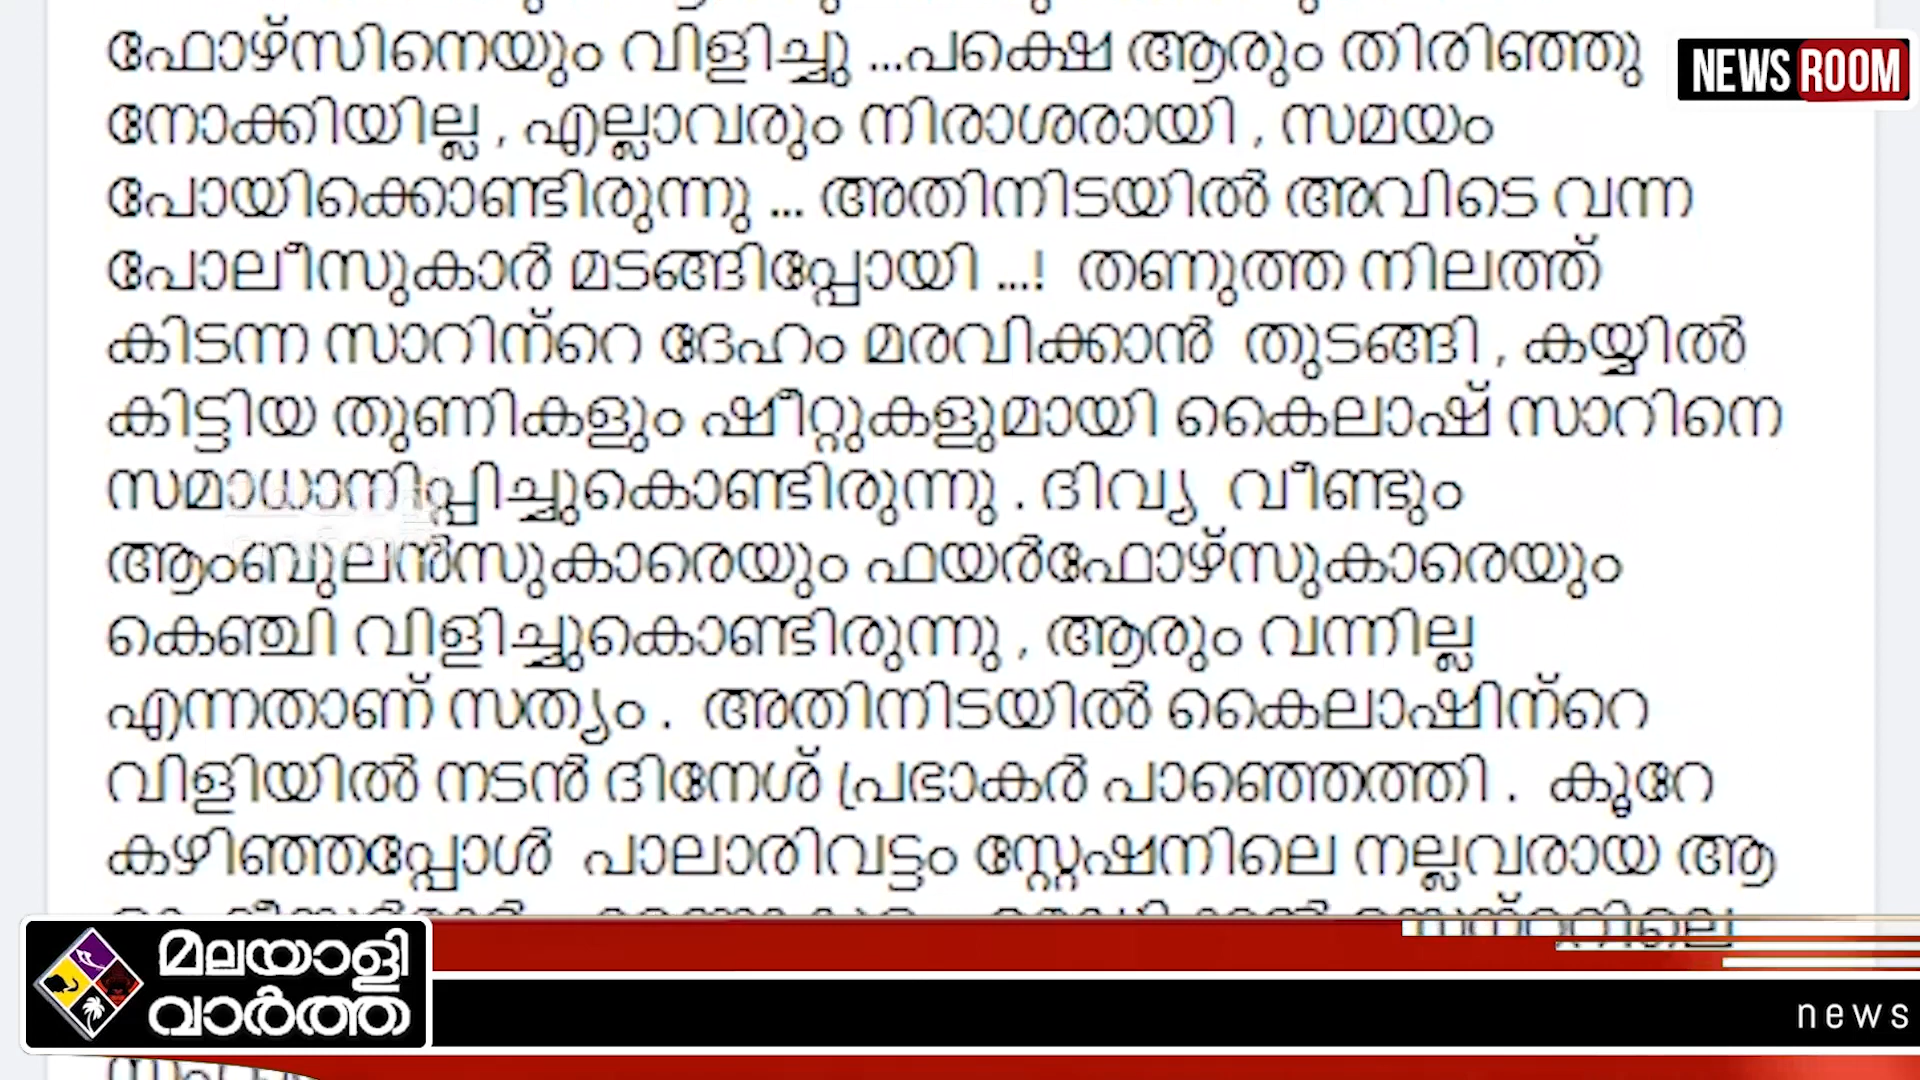 ഫോഴ്സിനെയും വിളിച്ചു ...പക്ഷെ ആരും തിരിഞ്ഞു
NEWS ROOM
നോക്കിയില്ല , എല്ലാവരും നിരാശരായി , സമയം
പോയിക്കൊണ്ടിരുന്നു ... അതിനിടയിൽ അവിടെ വന്ന
പോലീസുകാർ മടങ്ങിപ്പോയി ...! തണുത്ത നിലത്ത്
കിടന്ന സാറിന്റെ ദേഹം മരവിക്കാൻ തുടങ്ങി , കയ്യിൽ
കിട്ടിയ തുണികളും ഷീറ്റുകളുമായി കൈലാഷ് സാറിനെ
സമാധാനിപ്പിച്ചുകൊണ്ടിരുന്നു . ദിവ്യ വീണ്ടും
ആംബുലൻസുകാരെയും ഫയർഫോഴ്സുകാരെയും
കെഞ്ചി വിളിച്ചുകൊണ്ടിരുന്നു , ആരും വന്നില്ല
എന്നതാണ് സത്യം . അതിനിടയിൽ കൈലാഷിന്റെ
വിളിയിൽ നടൻ ദിനേശ് പ്രഭാകർ പാഞ്ഞെത്തി . കുറേ
കഴിഞ്ഞപ്പോൾ പാലാരിവട്ടം സ്റ്റേഷനിലെ നല്ലവരായ ആ
മലയാളി
വാർത്ത
news